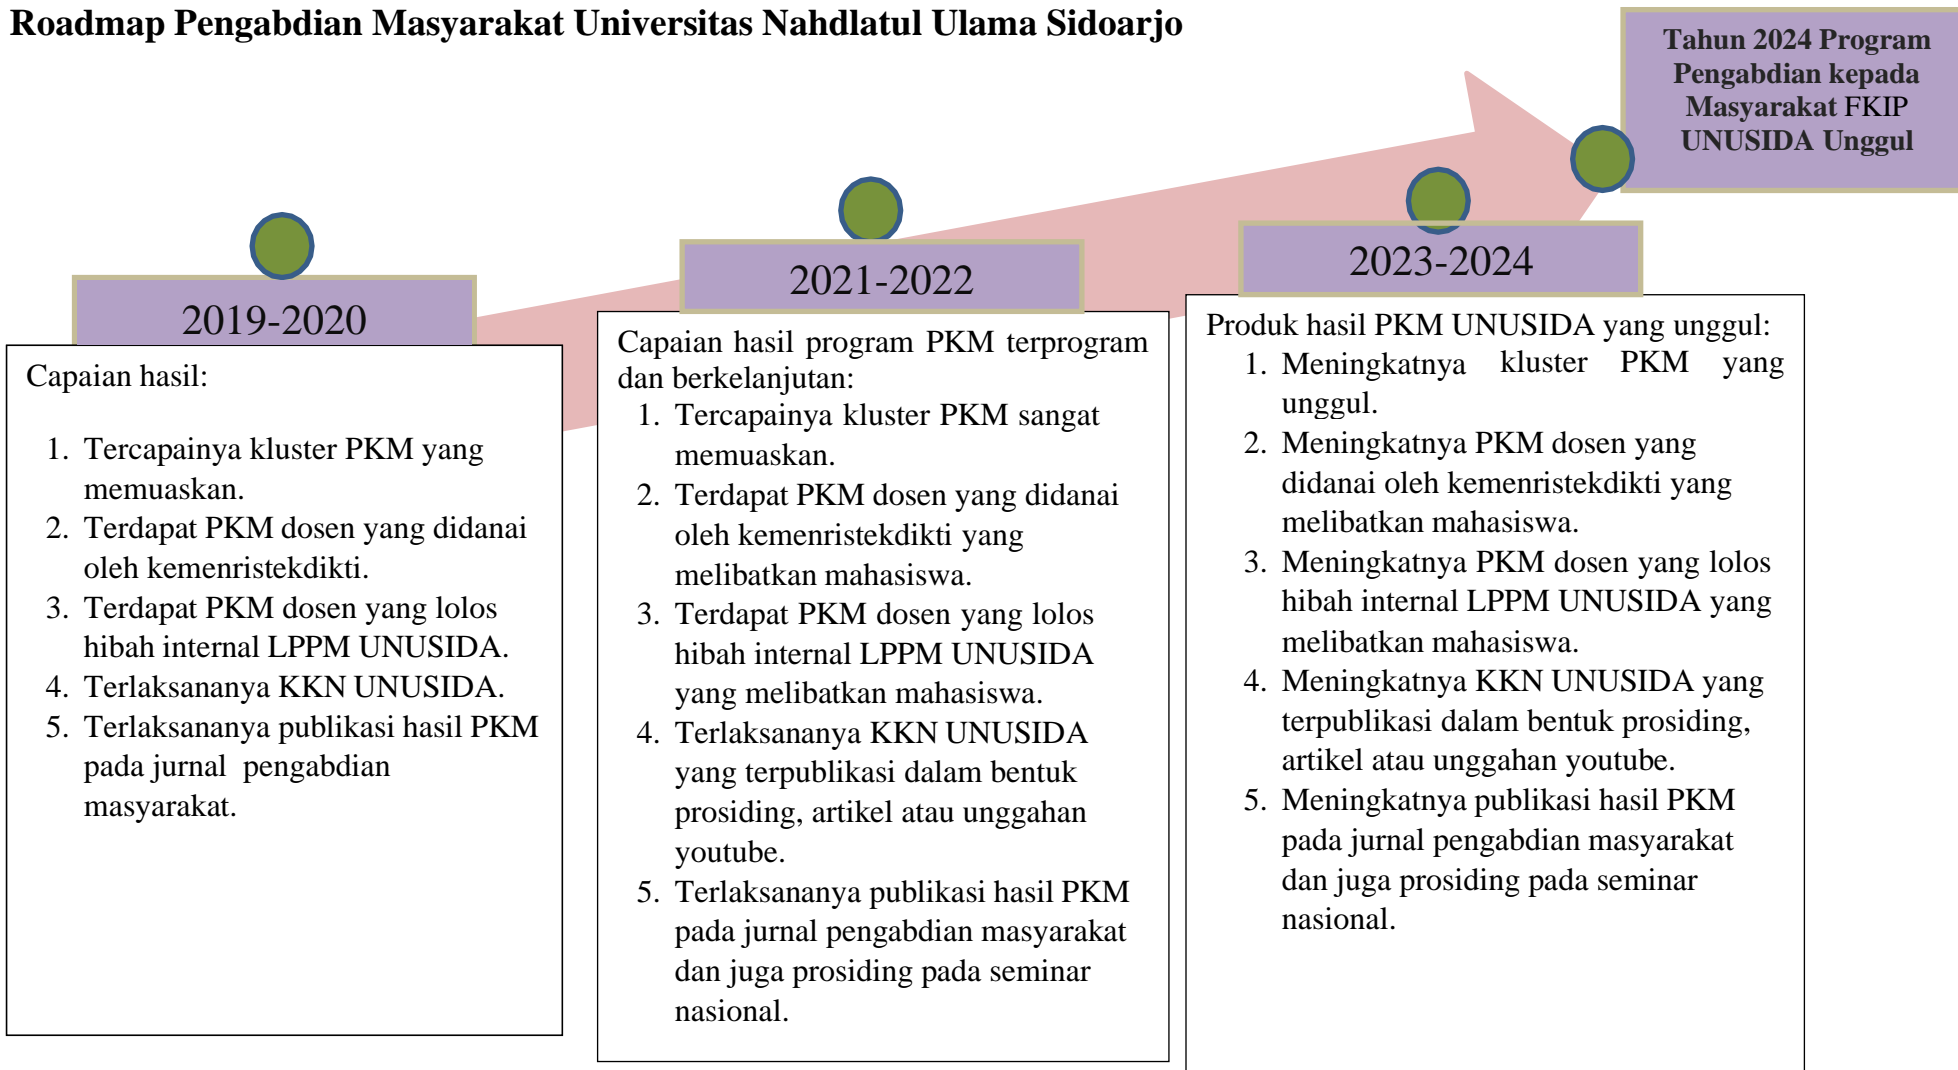 Roadmap Pengabdian Masyarakat Universitas Nahdlatul Ulama Sidoarjo
Tahun 2024 Program
Pengabdian kepada
Masyarakat FKIP
UNUSIDA Unggul
2019-2020
Capaian hasil:
1. Tercapainya kluster PKM yang
memuaskan.
2. Terdapat PKM dosen yang didanai
oleh kemenristekdikti.
3. Terdapat PKM dosen yang lolos
hibah internal LPPM UNUSIDA.
4. Terlaksananya KKN UNUSIDA.
5. Terlaksananya publikasi hasil PKM
pada jurnal pengabdian
masyarakat.
2021-2022
Capaian hasil program PKM terprogram
dan berkelanjutan:
1. Tercapainya kluster PKM sangat
memuaskan.
2. Terdapat PKM dosen yang didanai
oleh kemenristekdikti yang
melibatkan mahasiswa.
3. Terdapat PKM dosen yang lolos
hibah internal LPPM UNUSIDA
yang melibatkan mahasiswa.
4. Terlaksananya KKN UNUSIDA
yang terpublikasi dalam bentuk
prosiding, artikel atau unggahan
youtube.
5. Terlaksananya publikasi hasil PKM
pada jurnal pengabdian masyarakat
dan juga prosiding pada seminar
nasional.
2023-2024
Produk hasil PKM UNUSIDA yang unggul:
1. Meningkatnya kluster PKM yang
unggul.
2. Meningkatnya PKM dosen yang
didanai oleh kemenristekdikti yang
melibatkan mahasiswa.
3. Meningkatnya PKM dosen yang lolos
hibah internal LPPM UNUSIDA yang
melibatkan mahasiswa.
4. Meningkatnya KKN UNUSIDA yang
terpublikasi dalam bentuk prosiding,
artikel atau unggahan youtube.
5. Meningkatnya publikasi hasil PKM
pada jurnal pengabdian masyarakat
dan juga prosiding pada seminar
nasional.